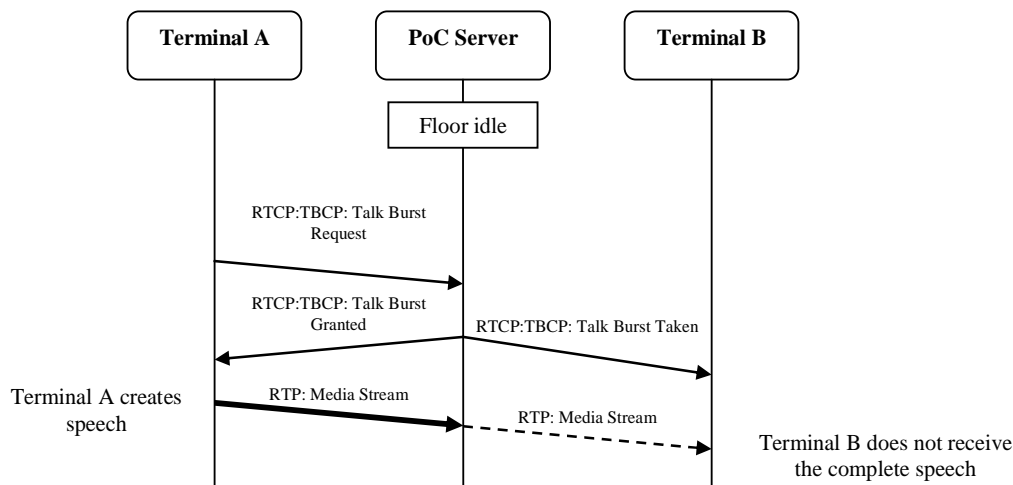 Terminal A
PoC Server
Terminal B
Floor idle
RTCP:TBCP: Talk Burst
Request
RTCP:TBCP: Talk Burst
Granted
RTCP:TBCP: Talk Burst Taken
Terminal A creates
speech
RTP: Media Stream
RTP: Media Stream
Terminal B does not receive
the complete speech